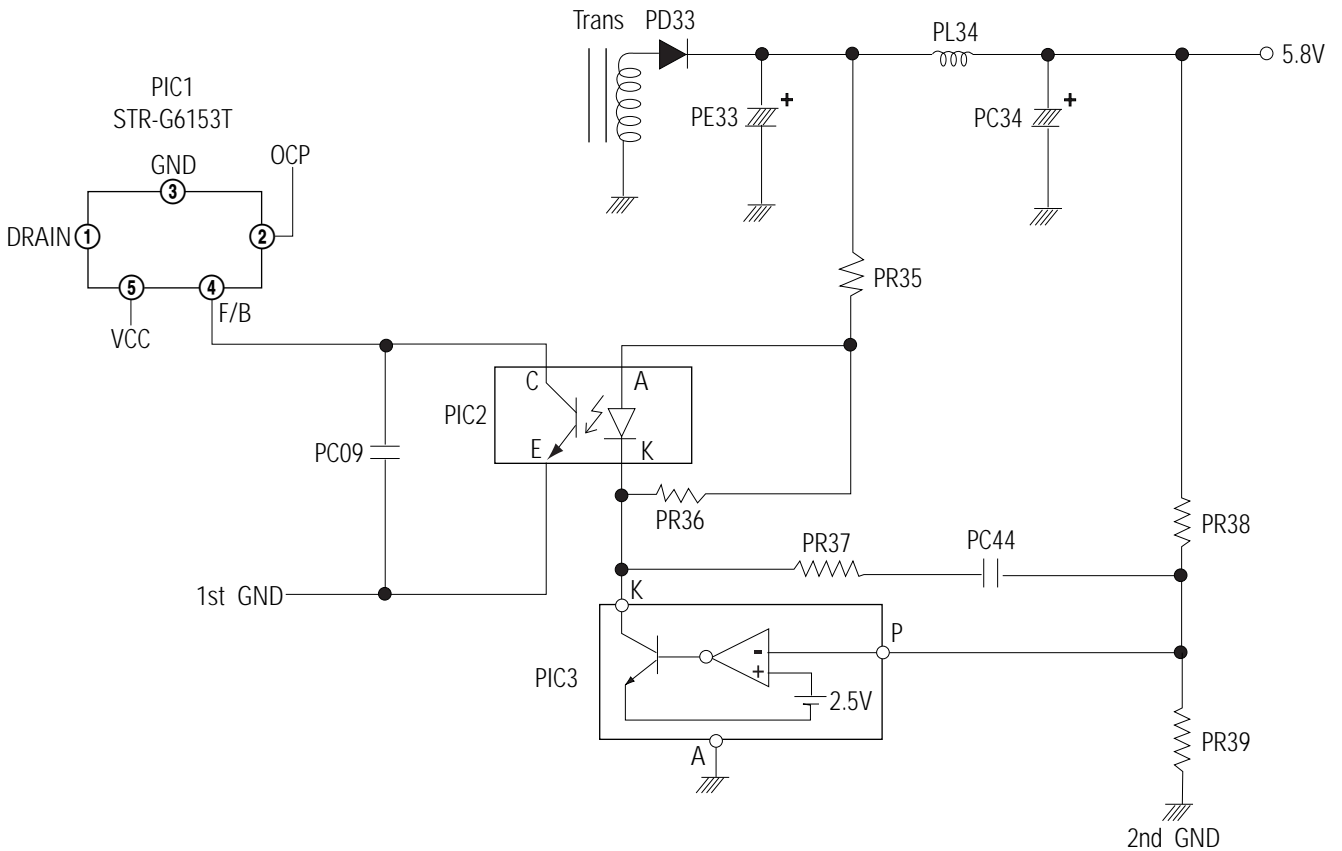 Trans PD33
PL34
5.8V
PIC1
STR-G6153T
PE33
+
PC34
+
GND
OCP
3
DRAIN
1
2
5
4
F/B
VCC
PR35
C
A
PIC2
E
K
PC09
PR36
PR38
PR37
PC44
1st GND
K
P
-
+
PIC3
2.5V
A
PR39
2nd GND